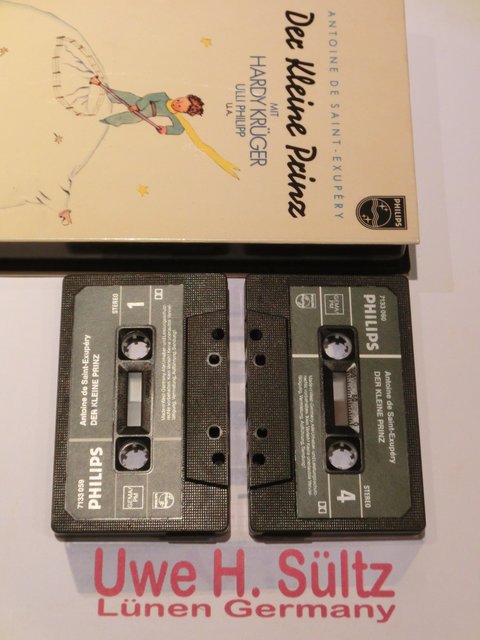 ANTOINE DE SAINT-EXUPÉRY
Der Kleine Prinz
MIT
HARDY KRÜGER
ULLI PHILIPP
U.A.
PHILIPS
STEREO
1
Antoine de Saint-Exupéry
DER KLEINE PRINZ
7133 059
PHILIPS
7133 060
PHILIPS
Antoine de Saint-Exupéry
DER KLEINE PRINZ
4
STEREO
Uwe H. Sültz
Lünen Germany